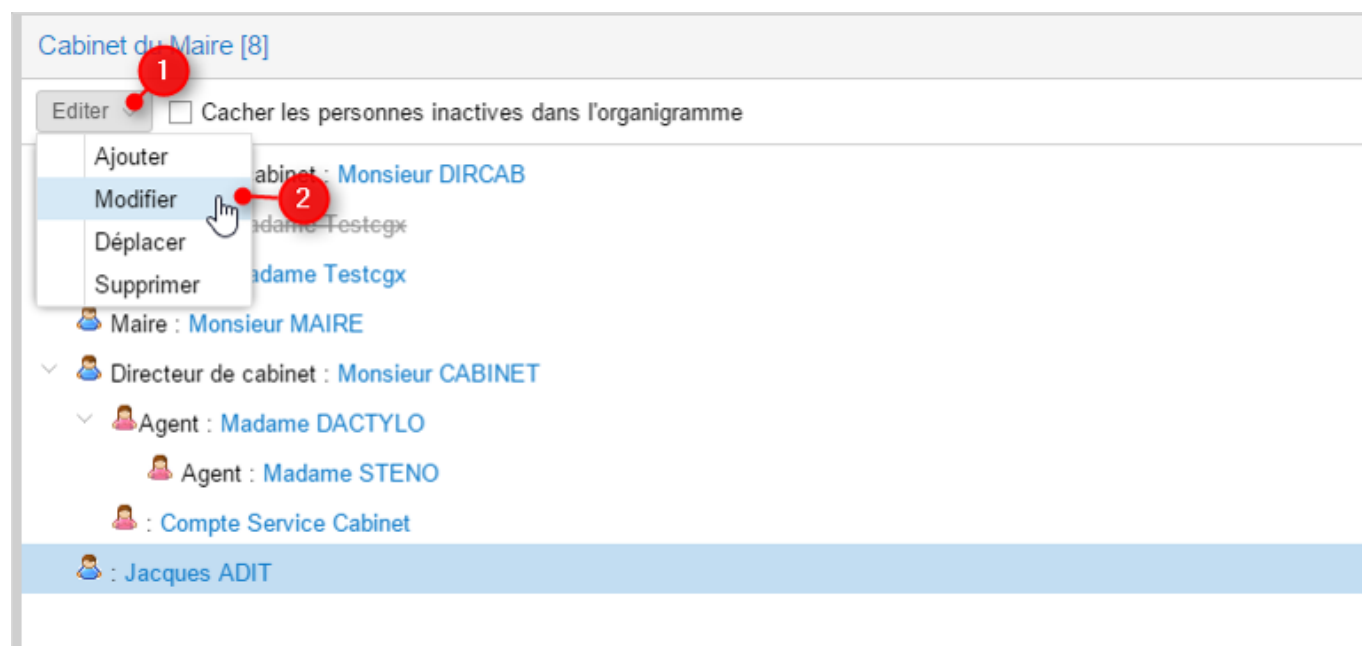 Cabinet du Maire [8]
1
Editer Cacher les personnes inactives dans l'organigramme
Ajouter
abinet : Monsieur DIRCAB
Modifier
2
adame Testcgx
Déplacer
adame Testcgx
Supprimer
Maire : Monsieur MAIRE
Directeur de cabinet : Monsieur CABINET
Agent : Madame DACTYLO
Agent : Madame STENO
: Compte Service Cabinet
: Jacques ADIT